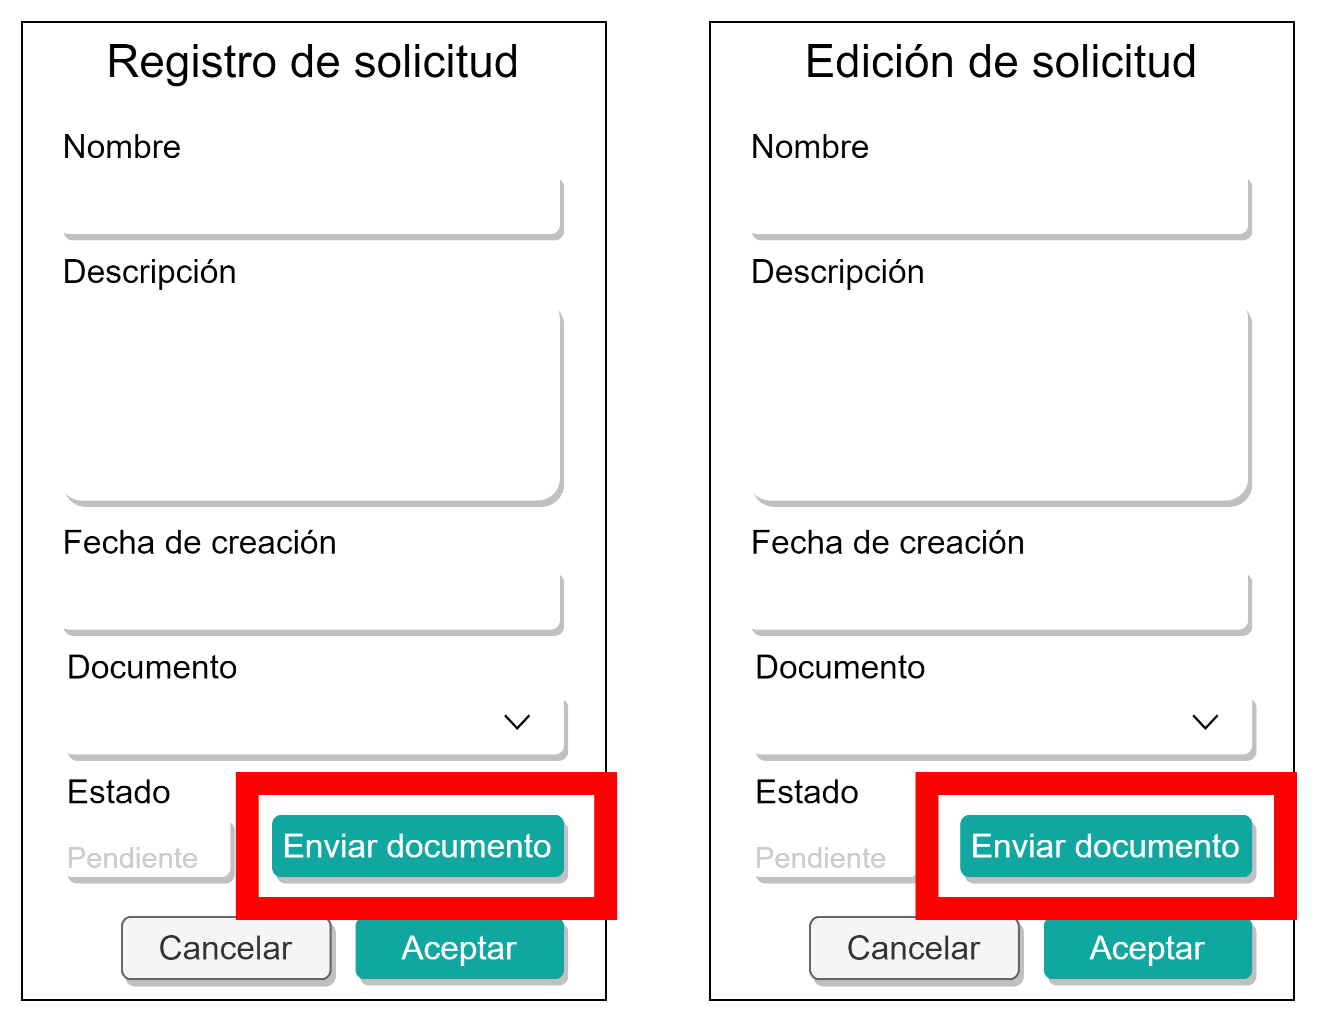 Registro de solicitud
Nombre
Descripción
Fecha de creación
Documento
Estado
Pendiente
Enviar documento
Cancelar
Aceptar
Edición de solicitud
Nombre
Descripción
Fecha de creación
Documento
Estado
Pendiente
Enviar documento
Cancelar
Aceptar